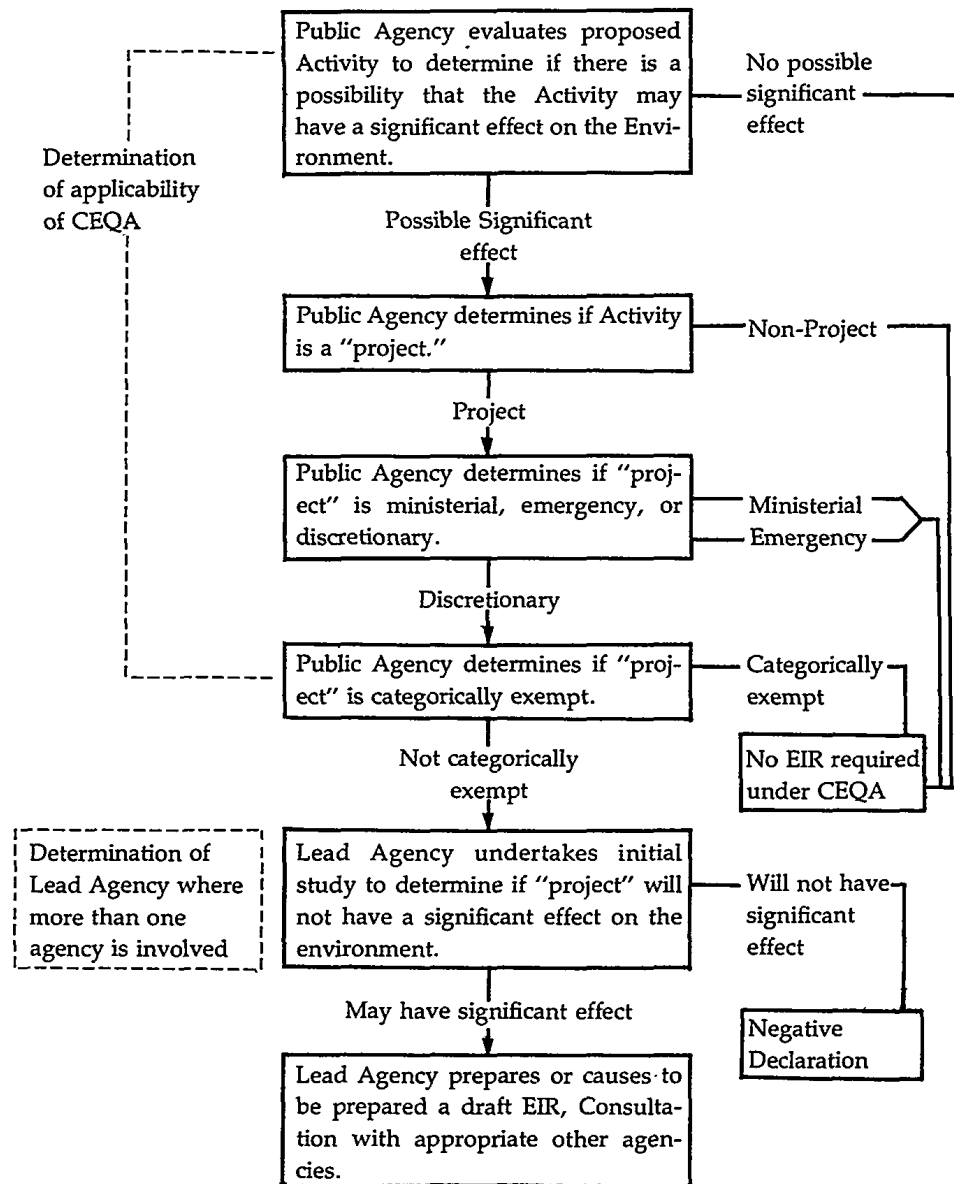 Public Agency evaluates proposed
Activity to determine if there is a
possibility that the Activity may
have a significant effect on the Envi-
ronment.
No possible
significant
effect
Determination
of applicability
of CEQA
Possible Significant
effect
Public Agency determines if Activity
is a "project."
Non-Project
Project
Public Agency determines if "proj-
ect" is ministerial, emergency, or
discretionary.
Ministerial
Emergency
Discretionary
Public Agency determines if "proj-
ect" is categorically exempt.
Categorically
exempt
Not categorically
exempt
No EIR required
under CEQA
Determination of
Lead Agency where
more than one
agency is involved
Lead Agency undertakes initial
study to determine if "project" will
not have a significant effect on the
environment.
Will not have
significant
effect
May have significant effect
Negative
Declaration
Lead Agency prepares or causes to
be prepared a draft EIR, Consulta-
tion with appropriate other agen-
cies.